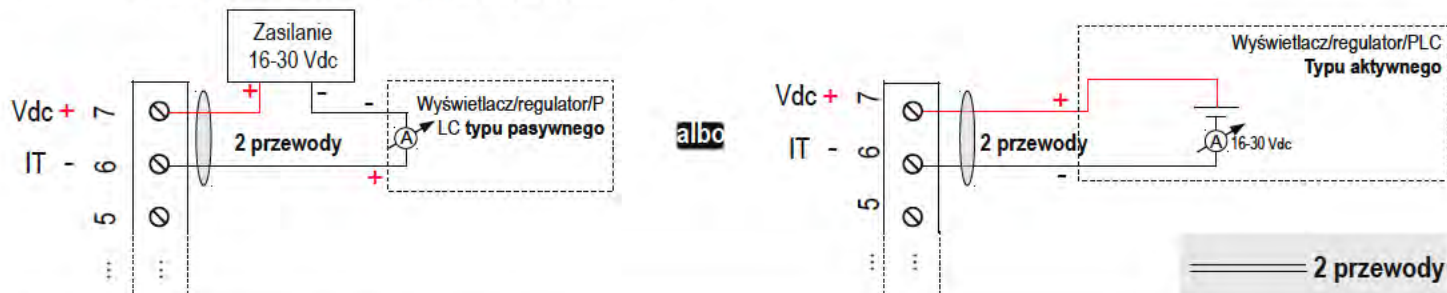 Zasilanie
16-30 Vdc
+
-
Vdc + 7
-
Wyświetlacz/regulator/P
LC typu pasywnego
A
2 przewody
IT - 6
+
5
albo
Wyświetlacz/regulator/PLC
Typu aktywnego
Vdc + 7
+
2 przewody
A 16-30 Vdc
IT - 6
-
5
2 przewody